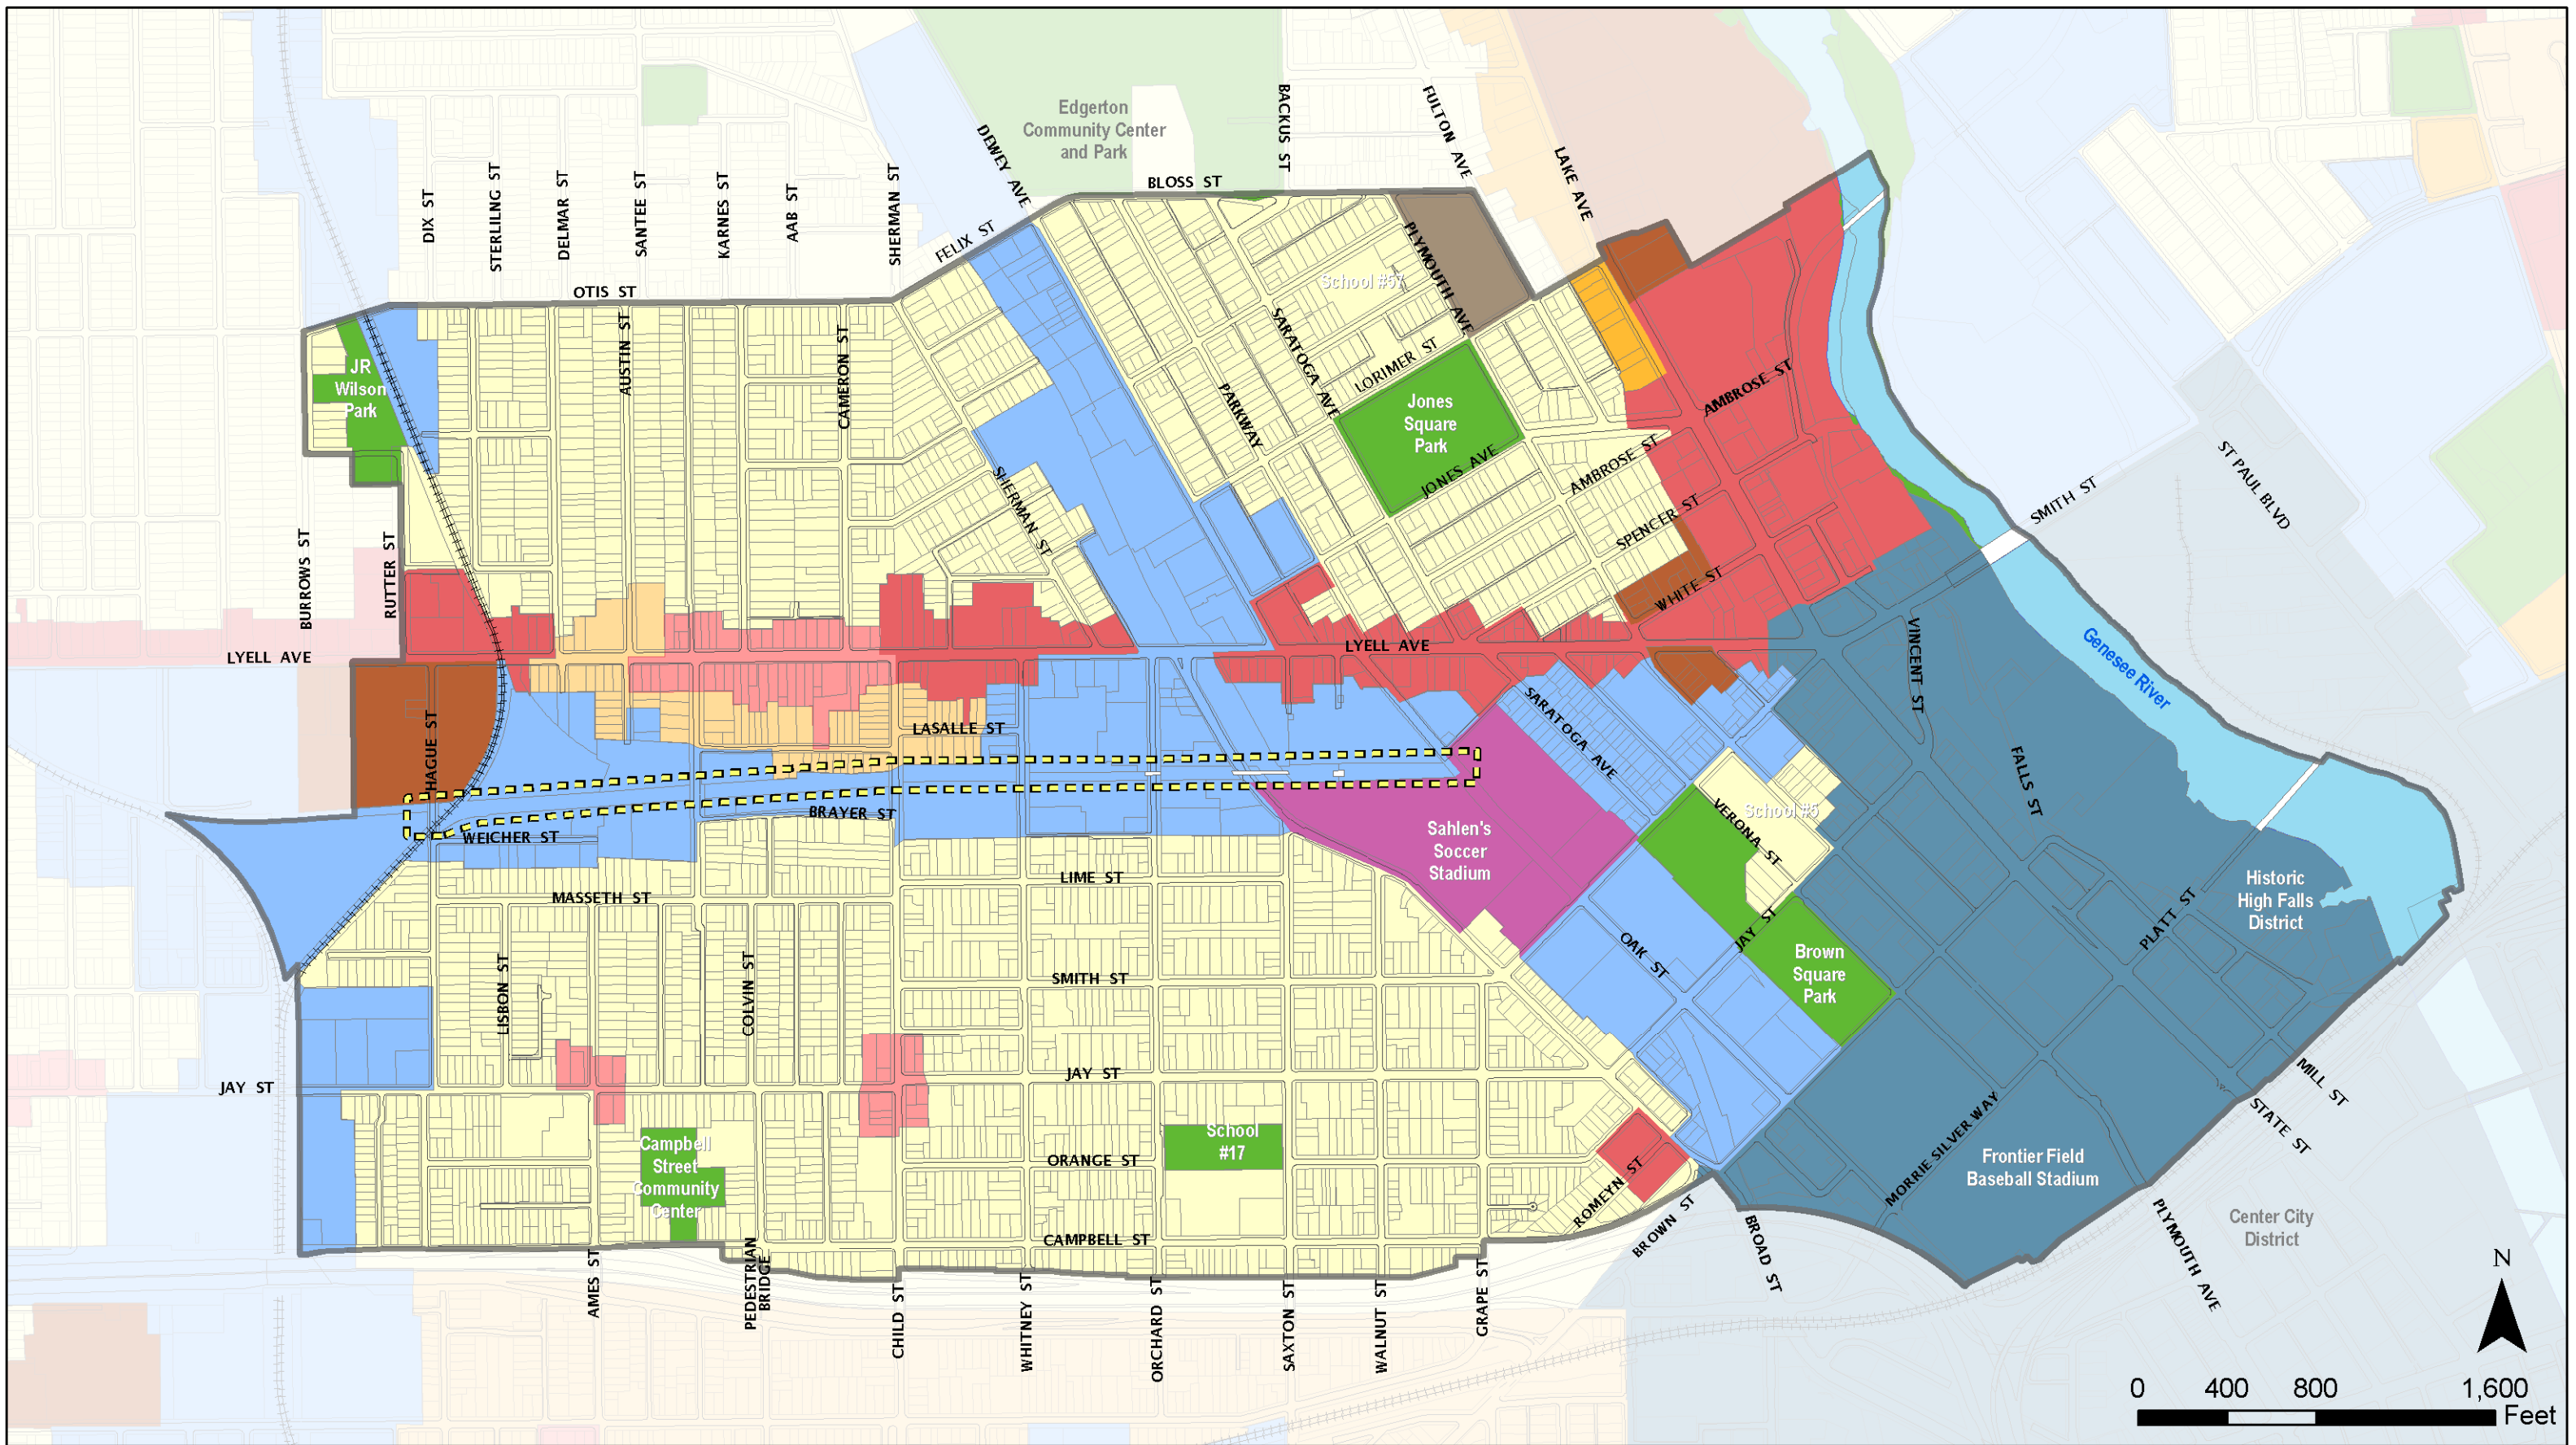 Edgerton
Community Center
and Park
BACKUS ST
FULTON AVE
DEWEY AVE
LAKE AVE
BLOSS ST
DIX ST
STERLILNG ST
DELMAR ST
SANTEE ST
KARNES ST
AAB ST
SHERMAN ST
FELIX ST
PLYMOUTH AVE
School #57
OTIS ST
AUSTIN ST
CAMERON ST
SARATOGA AVE
LORIMER ST
JR
Wilson
Park
PARKWAY
Jones
Square
Park
AMBROSE ST
JONES AVE
AMBROSE ST
SHERMAN ST
SPENCER ST
SMITH ST
ST PAUL BLVD
BURROWS ST
RUTTER ST
WHITE ST
LYELL AVE
LYELL AVE
VINCENT ST
Genesee River
HAGUE ST
LASALLE ST
SARATOGA AVE
FALLS ST
BRAYER ST
WEICHER ST
VERONA ST
School #5
Sahlen's
Soccer
Stadium
LIME ST
MASSETH ST
Historic
High Falls
District
PLATT ST
JAY ST
OAK ST
Brown
Square
Park
LISBON ST
COLVIN ST
SMITH ST
JAY ST
JAY ST
MILL ST
STATE ST
Campbell
Street
Community
Center
School
#17
ORANGE ST
ROMEYN ST
MORRIE SILVER WAY
Frontier Field
Baseball Stadium
CAMPBELL ST
BROWN ST
BROAD ST
PLYMOUTH AVE
Center City
District
AMES ST
PEDESTRIAN
BRIDGE
CHILD ST
WHITNEY ST
ORCHARD ST
SAXTON ST
WALNUT ST
GRAPE ST
N
0 400 800 1,600
Feet